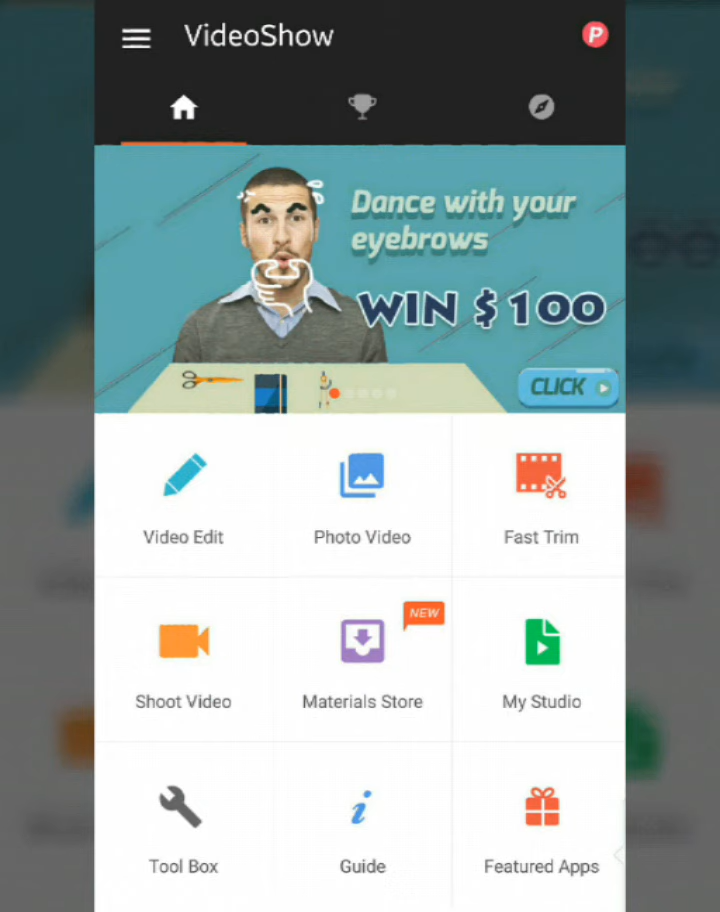 VideoShow
P
Dance with your
eyebrows
WIN $100
CLICK
Video Edit
Photo Video
Fast Trim
NEW
Shoot Video
Materials Store
My Studio
Tool Box
Guide
Featured Apps